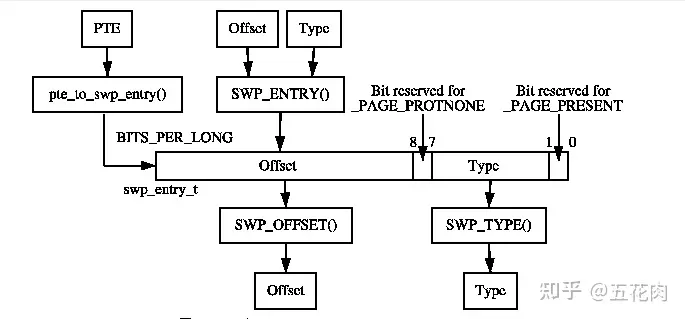 PTE
Offset
Type
pte_to_swp_entry()
SWP_ENTRY()
Bit reserved for
_PAGE_PROTNONE
Bit reserved for
_PAGE_PRESENT
BITS_PER_LONG
8 7
1 0
Offset
Type
swp_entry_t
SWP_OFFSET()
SWP_TYPE()
Offset
Type
知乎 @五花肉